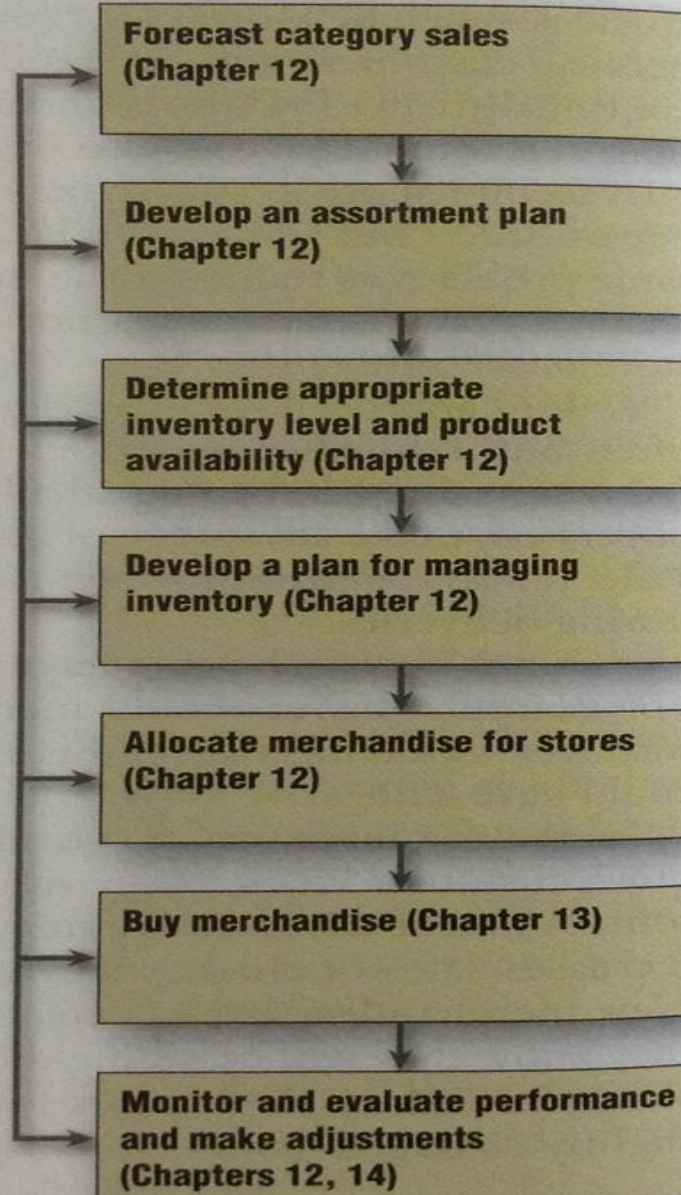 Forecast category sales
(Chapter 12)
Develop an assortment plan
(Chapter 12)
Determine appropriate
inventory level and product
availability (Chapter 12)
Develop a plan for managing
inventory (Chapter 12)
Allocate merchandise for stores
(Chapter 12)
Buy merchandise (Chapter 13)
Monitor and evaluate performance
and make adjustments
(Chapters 12, 14)